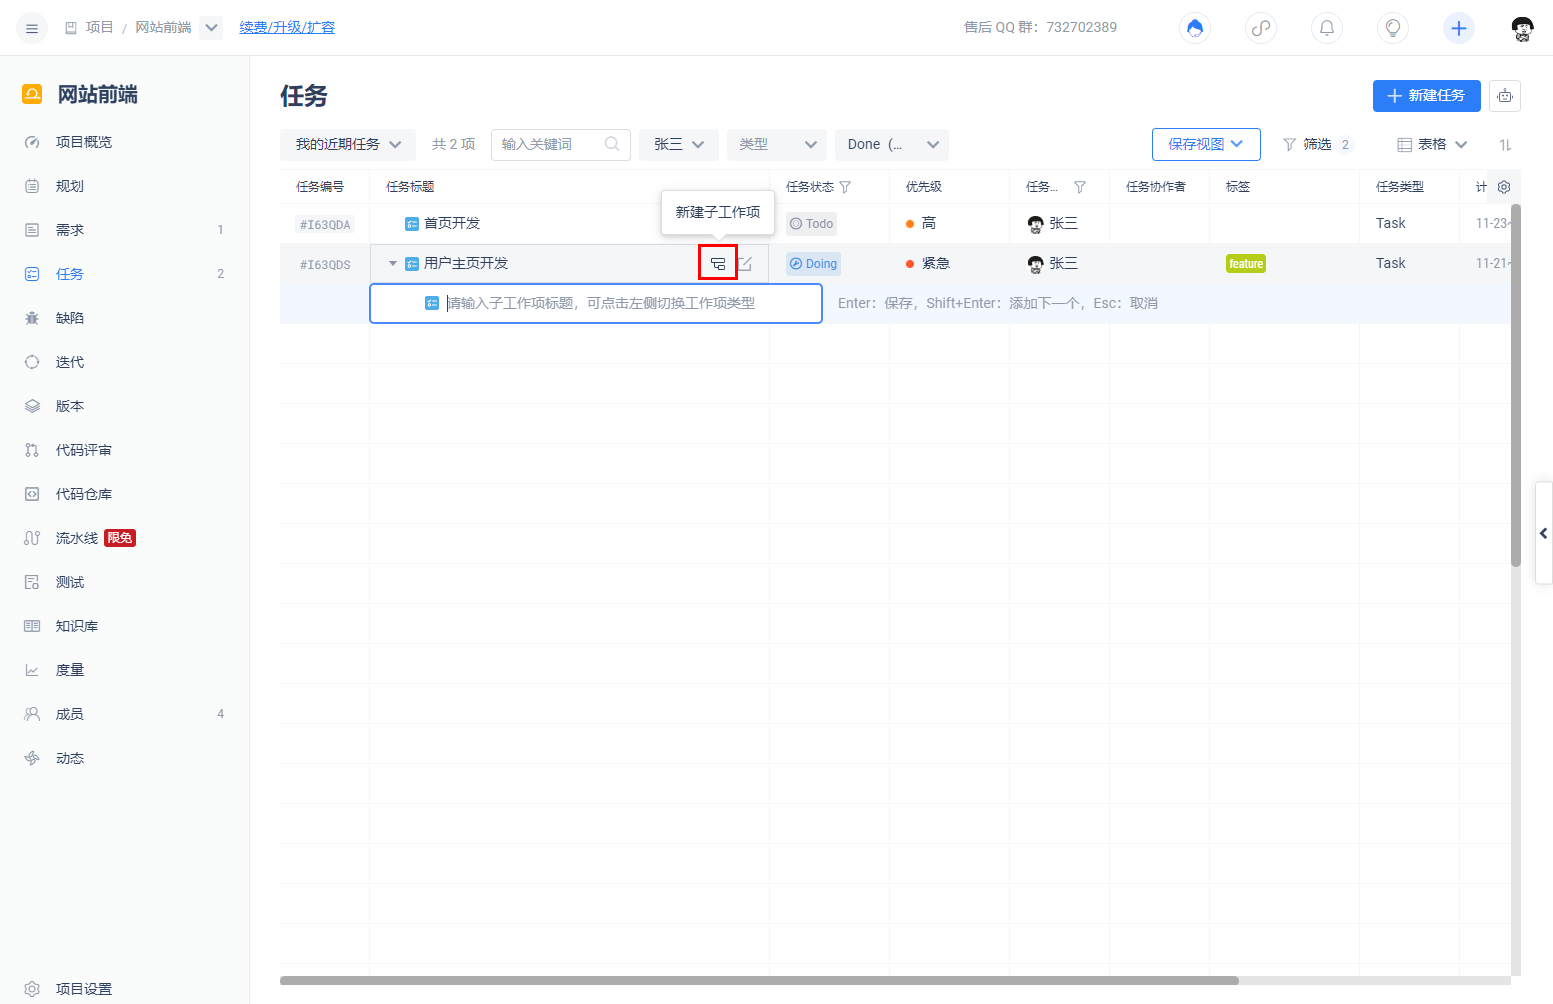 项目 / 网站前端 续费/升级/扩容 售后 QQ 群：732702389
网站前端
项目概览
规划
需求 1
任务 2
缺陷
迭代
版本
代码评审
代码仓库
流水线 限免
测试
知识库
度量
成员 4
动态
项目设置
任务
新建任务
我的近期任务 共 2 项 输入关键词 张三 类型 Done (... 保存视图 筛选 2 表格
任务编号 任务标题 任务状态 优先级 任务... 任务协作者 标签 任务类型 计
新建子工作项
#I63QDA 首页开发 Todo 高 张三 Task 11-23~
#I63QDS 用户主页开发 Doing 紧急 张三 feature Task 11-21~
请输入子工作项标题，可点击左侧切换工作项类型 Enter：保存，Shift+Enter：添加下一个，Esc：取消